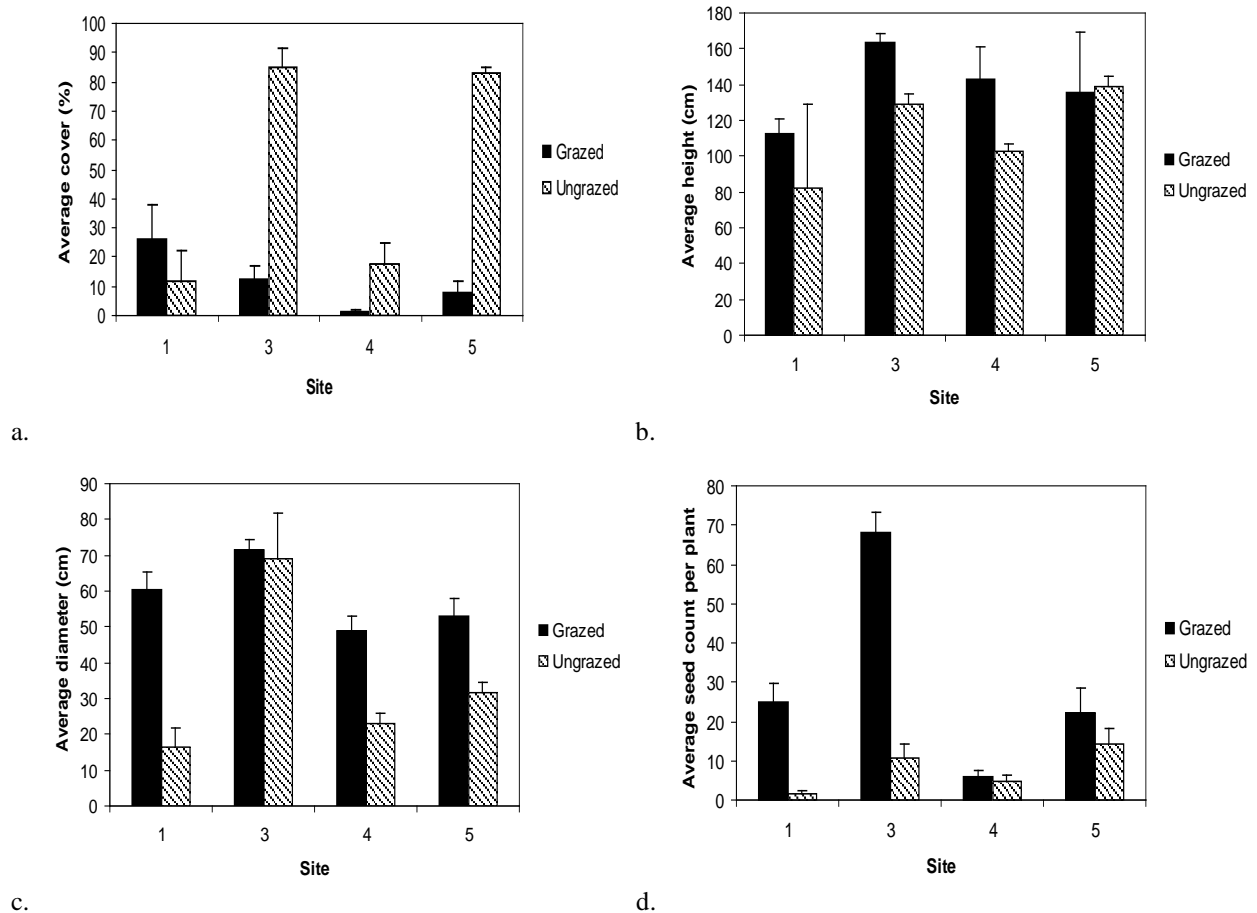 100
90
80
70
60
50
40
30
20
10
0
Average cover (%)
1 3 4 5
Site
Grazed
Ungrazed
a.
180
160
140
120
100
80
60
40
20
0
Average height (cm)
1 3 4 5
Site
Grazed
Ungrazed
b.
90
80
70
60
50
40
30
20
10
0
Average diameter (cm)
1 3 4 5
Site
Grazed
Ungrazed
c.
80
70
60
50
40
30
20
10
0
Average seed count per plant
1 3 4 5
Site
Grazed
Ungrazed
d.